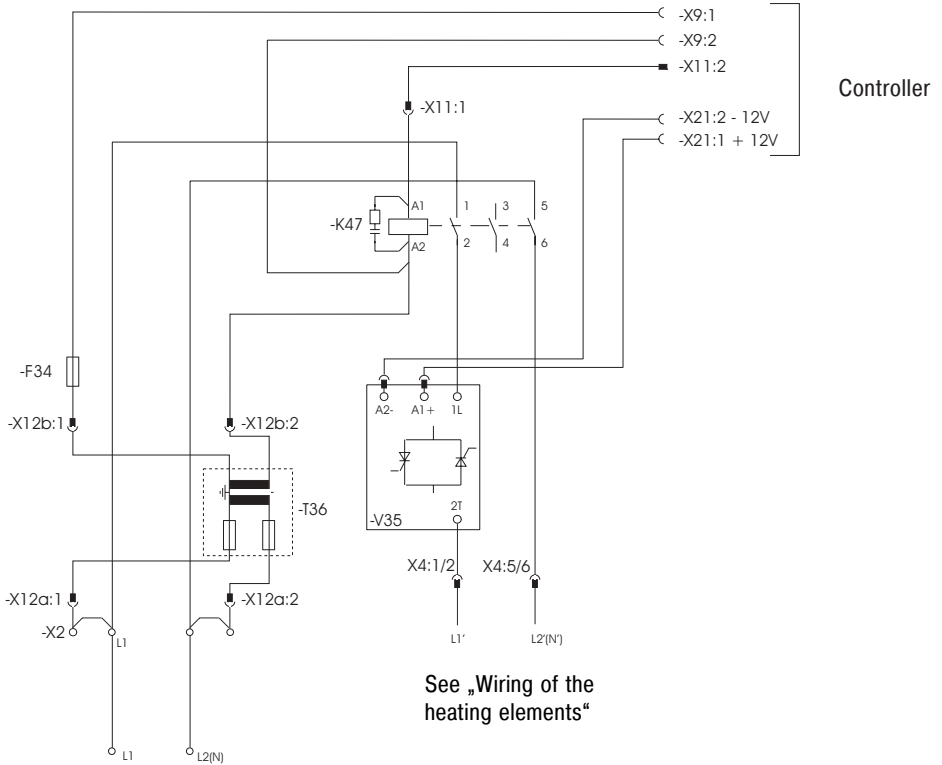 -X9:1
-X9:2
-X11:2
Controller
-X11:1
-X21:2 - 12V
-X21:1 + 12V
A1
1
3
5
-K47
A2
2
4
6
-F34
A2-
A1+
1L
-X12b:1
-X12b:2
-T36
2T
-V35
X4:1/2
X4:5/6
-X12a:1
-X12a:2
-X2
L1
L1'
L2'(N')
See „Wiring of the
heating elements“
L1
L2(N)